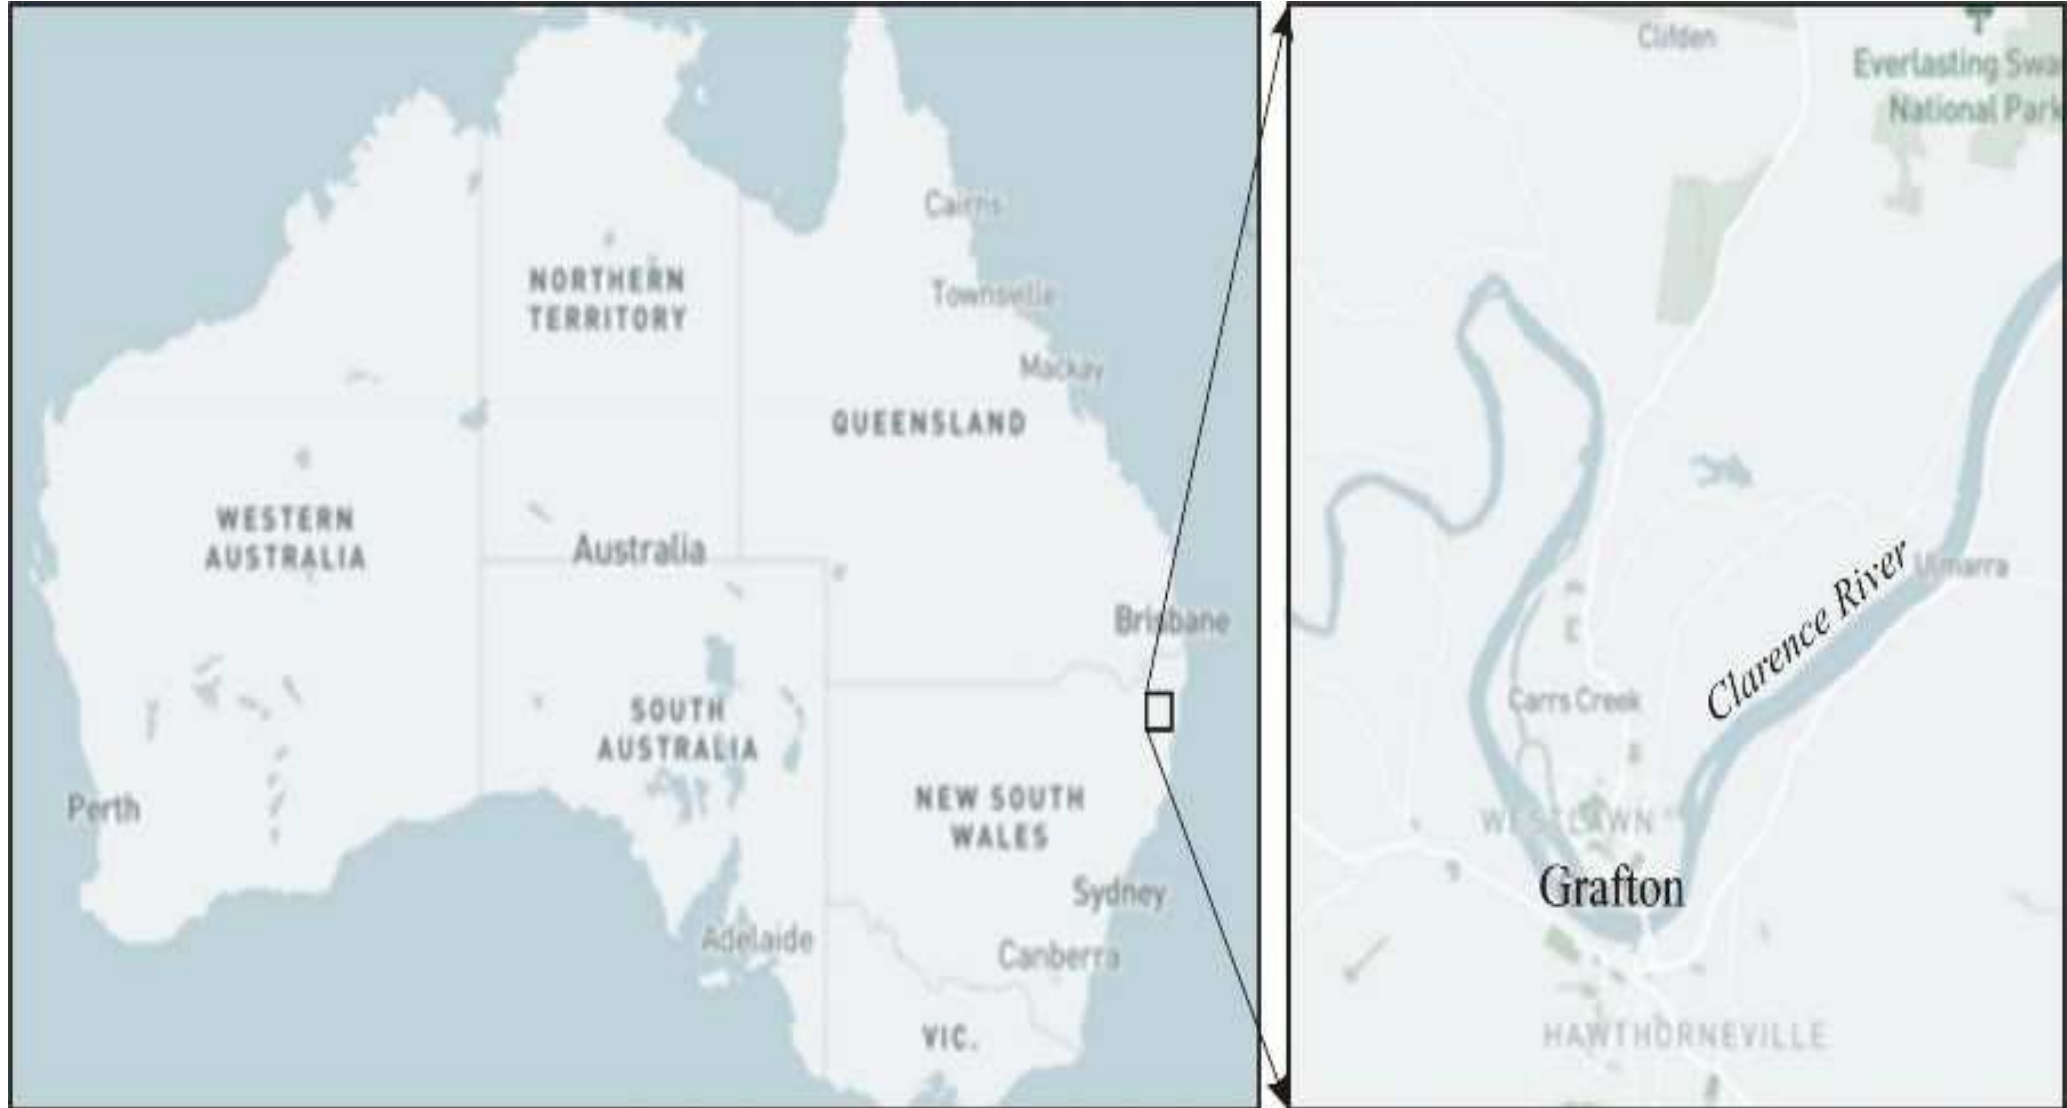 Cairns
NORTHERN
TERRITORY
Townsville
Mackay
QUEENSLAND
WESTERN
AUSTRALIA
Australia
Brisbane
SOUTH
AUSTRALIA
NEW SOUTH
WALES
Perth
Sydney
Adelaide
Canberra
VIC.
Clifden
Everlasting Swa
National Park
Ulmarra
Clarence River
Carrs Creek
WESTLAWN
Grafton
HAWTHORNEVILLE